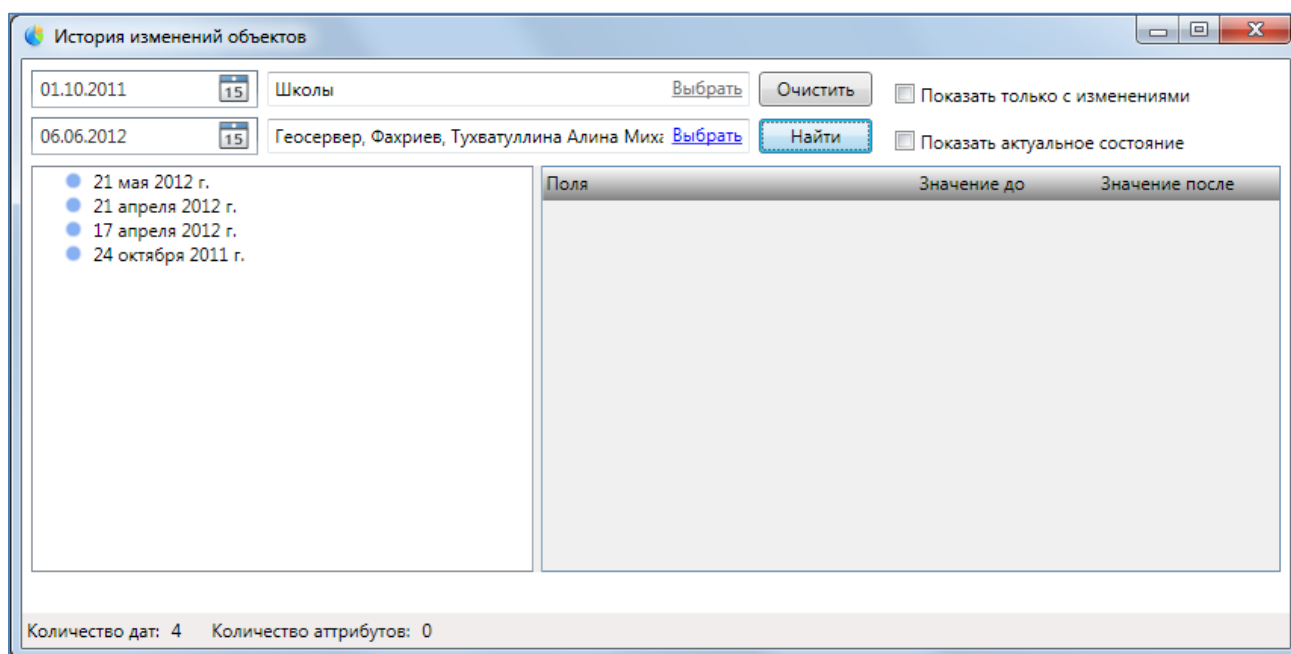 История изменений объектов
01.10.2011 15 Школы Выбрать Очистить Показать только с изменениями
06.06.2012 15 Геосервер, Фахриев, Тухватуллина Алина Миха Выбрать Найти Показать актуальное состояние
21 мая 2012 г.
21 апреля 2012 г.
17 апреля 2012 г.
24 октября 2011 г.
Поля Значение до Значение после
Количество дат: 4 Количество аттрибутов: 0